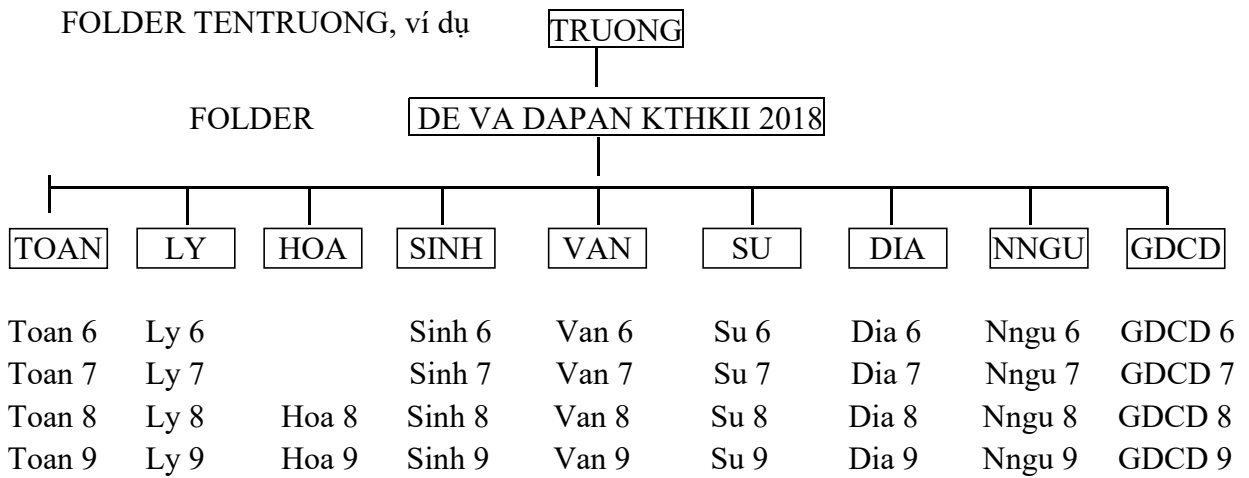 FOLDER TENTRUONG, ví dụ TRUONG
FOLDER DE VA DAPAN KTHKII 2018
TOAN LY HOA SINH VAN SU DIA NNGU GDCD
Toan 6 Ly 6 Sinh 6 Van 6 Su 6 Dia 6 Nngu 6 GDCD 6
Toan 7 Ly 7 Sinh 7 Van 7 Su 7 Dia 7 Nngu 7 GDCD 7
Toan 8 Ly 8 Hoa 8 Sinh 8 Van 8 Su 8 Dia 8 Nngu 8 GDCD 8
Toan 9 Ly 9 Hoa 9 Sinh 9 Van 9 Su 9 Dia 9 Nngu 9 GDCD 9